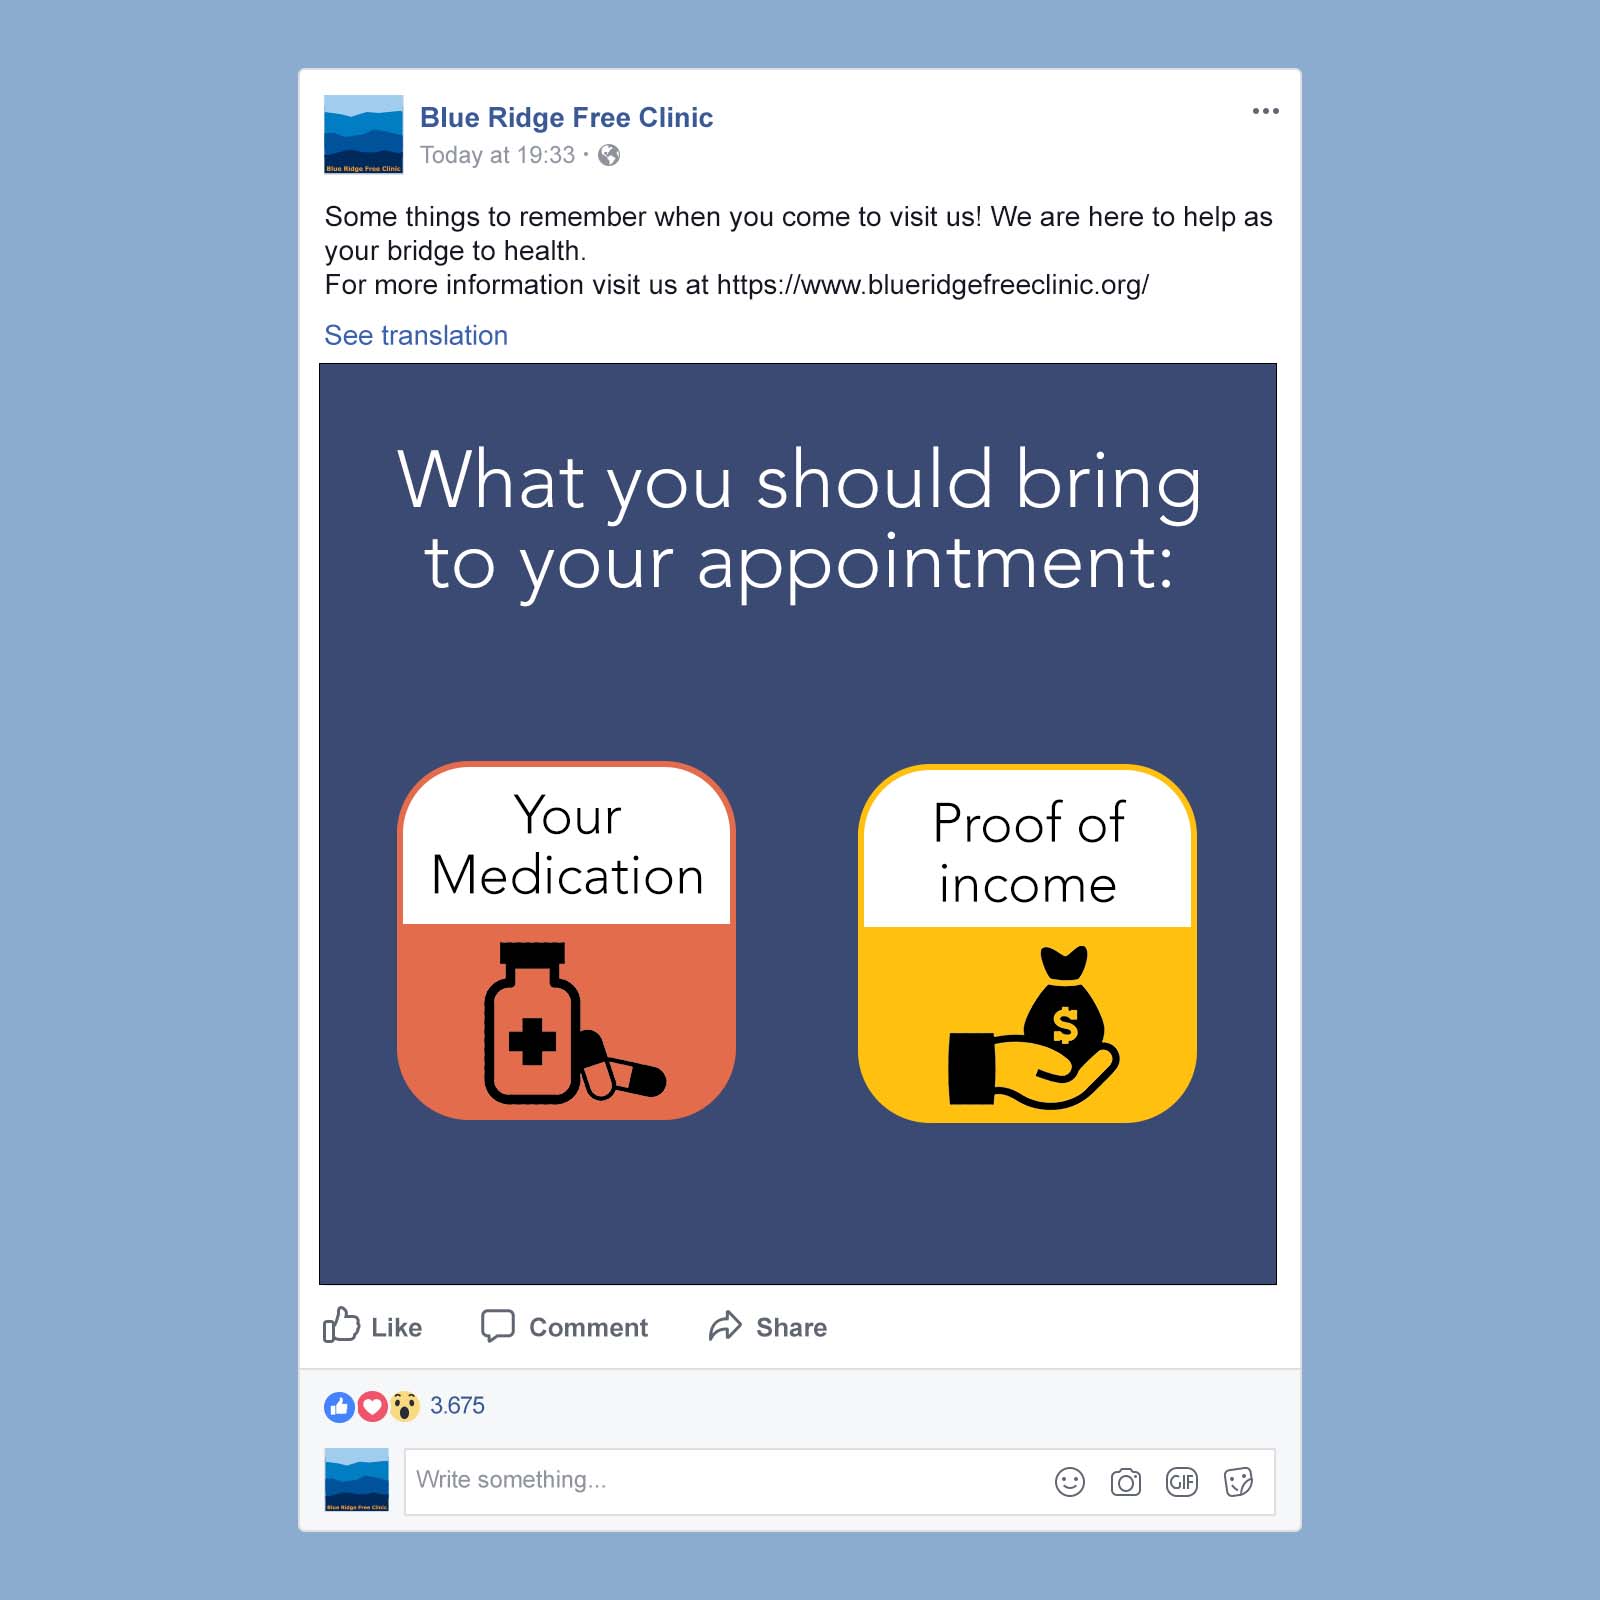 Blue Ridge Free Clinic
Blue Ridge Free Clinic
Today at 19:33 ·
Some things to remember when you come to visit us! We are here to help as
your bridge to health.
For more information visit us at https://www.blueridgefreeclinic.org/
See translation
What you should bring
to your appointment:
Your
Medication
Proof of
income
$
Like
Comment
Share
3.675
Blue Ridge Free Clinic
Write something...
GIF